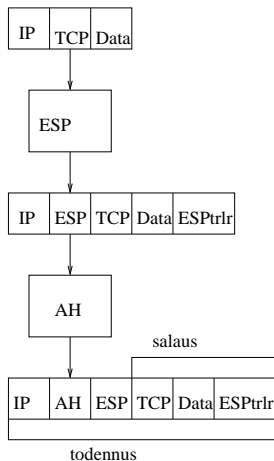 IP TCP Data
ESP
IP ESP TCP Data ESPtrlr
AH
salaus
IP AH ESP TCP Data ESPtrlr
todennus